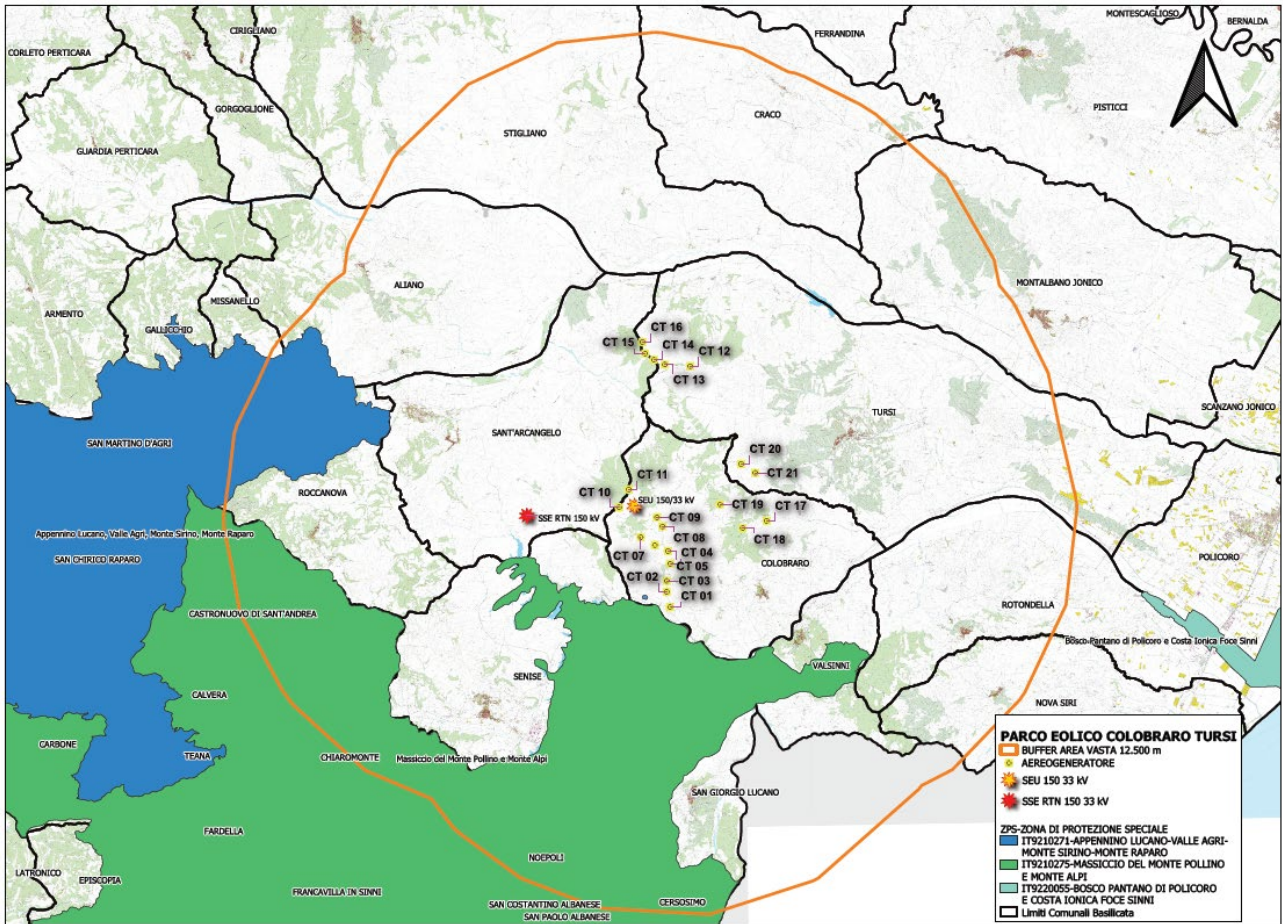 MONTESCAGLIOSO
BERNALDA
CIRIGLIANO
FERRANDINA
CORLETO PERTICARA
GORGOGLIONE
PISTICCI
CRACO
STIGLIANO
GUARDIA PERTICARA
ALIANO
MONTALBANO JONICO
MISSANELLO
ARMENTO
GALLICCHIO
CT 16
CT 15
CT 14
CT 12
CT 13
SCANZANO JONICO
TURSI
SANT'ARCANGELO
SAN MARTINO D'AGRI
CT 20
CT 21
CT 11
ROCCANOVA
CT 10
SEU 150/33 kV
CT 19
CT 17
SSE RTN 150 kV
CT 09
CT 18
Appennino Lucano, Valle Agri, Monte Sirino, Monte Raparo
CT 08
CT 07
CT 04
SAN CHIRICO RAPARO
POLICORO
CT 05
COLOBRARO
CT 02
CT 03
CT 01
CASTRONUOVO DI SANT'ANDREA
ROTONDELLA
Bosco Pantano di Policoro e Costa Ionica Foce Sinni
VALSINNI
SENISE
CALVERA
NOVA SIRI
CARBONE
TEANA
CHIAROMONTE
Massiccio del Monte Pollino e Monte Alpi
SAN GIORGIO LUCANO
FARDELLA
NOEPOLI
LATRONICO
EPISCOPIA
FRANCAVILLA IN SINNI
SAN COSTANTINO ALBANESE
CERSOSIMO
SAN PAOLO ALBANESE
PARCO EOLICO COLOBRARO TURSI
BUFFER AREA VASTA 12.500 m
AEREOGENERATORE
SEU 150 33 kV
SSE RTN 150 33 kV
ZPS-ZONA DI PROTEZIONE SPECIALE
IT9210271-APPENNINO LUCANO-VALLE AGRI-
MONTE SIRINO-MONTE RAPARO
IT9210275-MASSICCIO DEL MONTE POLLINO
E MONTE ALPI
IT9220055-BOSCO PANTANO DI POLICORO
E COSTA IONICA FOCE SINNI
Limiti Comunali Basilicata